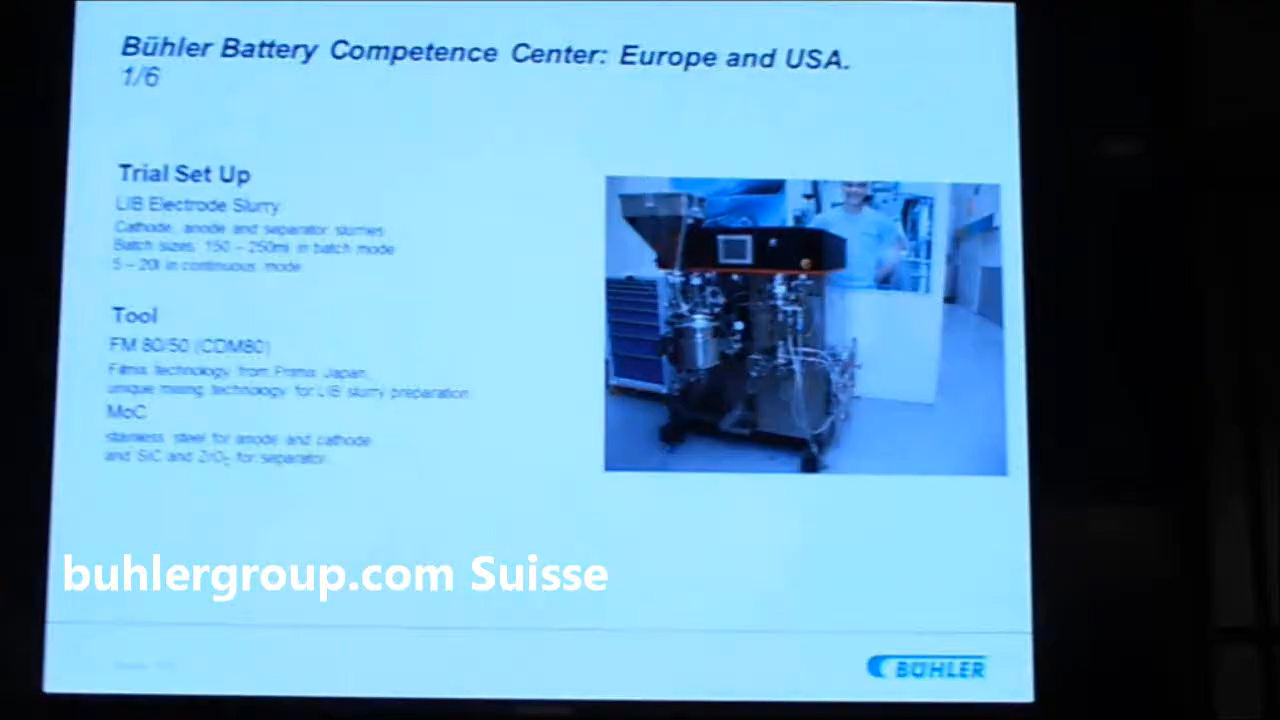 Bühler Battery Competence Center: Europe and USA.
1/6
Trial Set Up
LIB Electrode Slurry
Cathode, anode and separator slurries
Batch sizes: 150 – 250ml in batch mode
5 – 20l in continuous mode
Tool
FM 80/50 (CDM80)
Filmix technology from Primix Japan,
unique mixing technology for LIB slurry preparation
MoC
stainless steel for anode and cathode
and SiC and ZrO₂ for separator
buhlergroup.com Suisse
BÜHLER